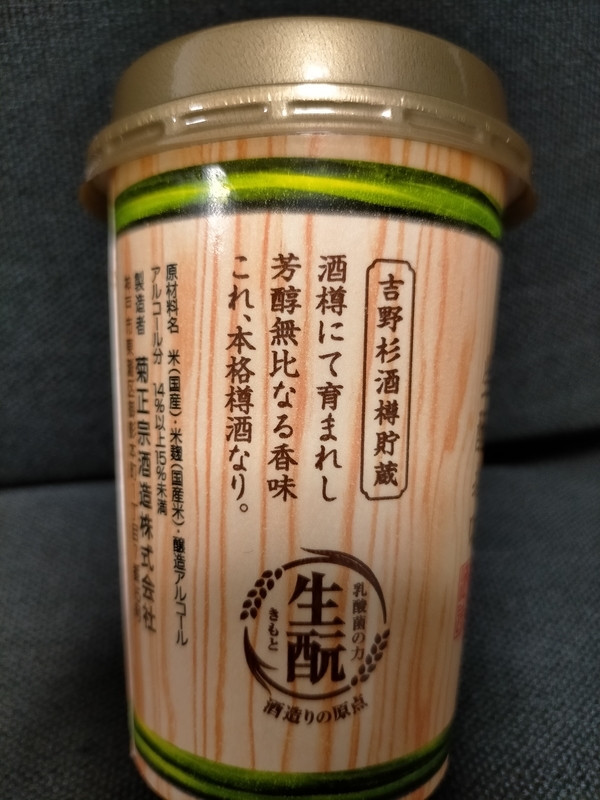 吉野杉酒樽貯蔵
酒樽にて育まれし
芳醇無比なる香味
これ、本格樽酒なり。
乳酸菌の力
生酛
きもと
酒造りの原点
原材料名 米(国産)・米麹(国産米)・醸造アルコール
アルコール分 14%以上15%未満
製造者 菊正宗酒造株式会社